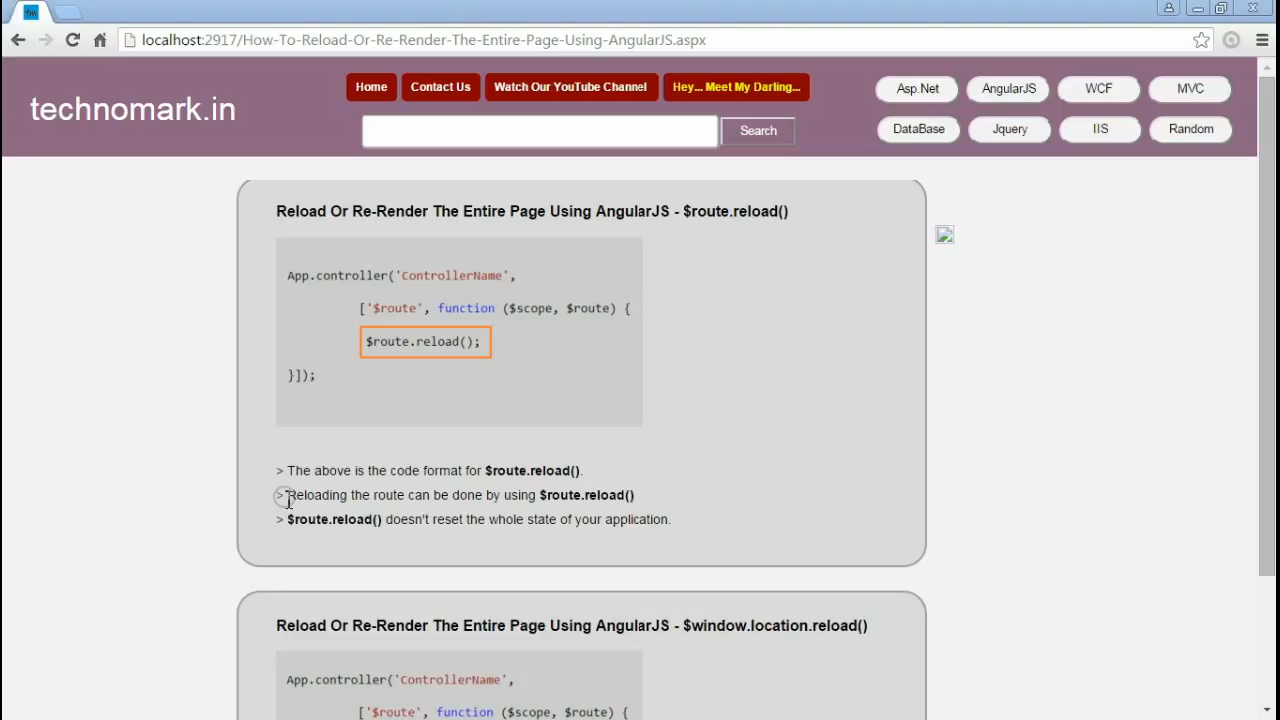 localhost:2917/How-To-Reload-Or-Re-Render-The-Entire-Page-Using-AngularJS.aspx
technomark.in
Home Contact Us Watch Our YouTube Channel Hey... Meet My Darling...
Search
Asp.Net AngularJS WCF MVC
DataBase Jquery IIS Random
Reload Or Re-Render The Entire Page Using AngularJS - $route.reload()
App.controller('ControllerName',
['$route', function ($scope, $route) {
$route.reload();
}]);
> The above is the code format for $route.reload().
> Reloading the route can be done by using $route.reload()
> $route.reload() doesn't reset the whole state of your application.
Reload Or Re-Render The Entire Page Using AngularJS - $window.location.reload()
App.controller('ControllerName',
['$route', function ($scope, $route) {